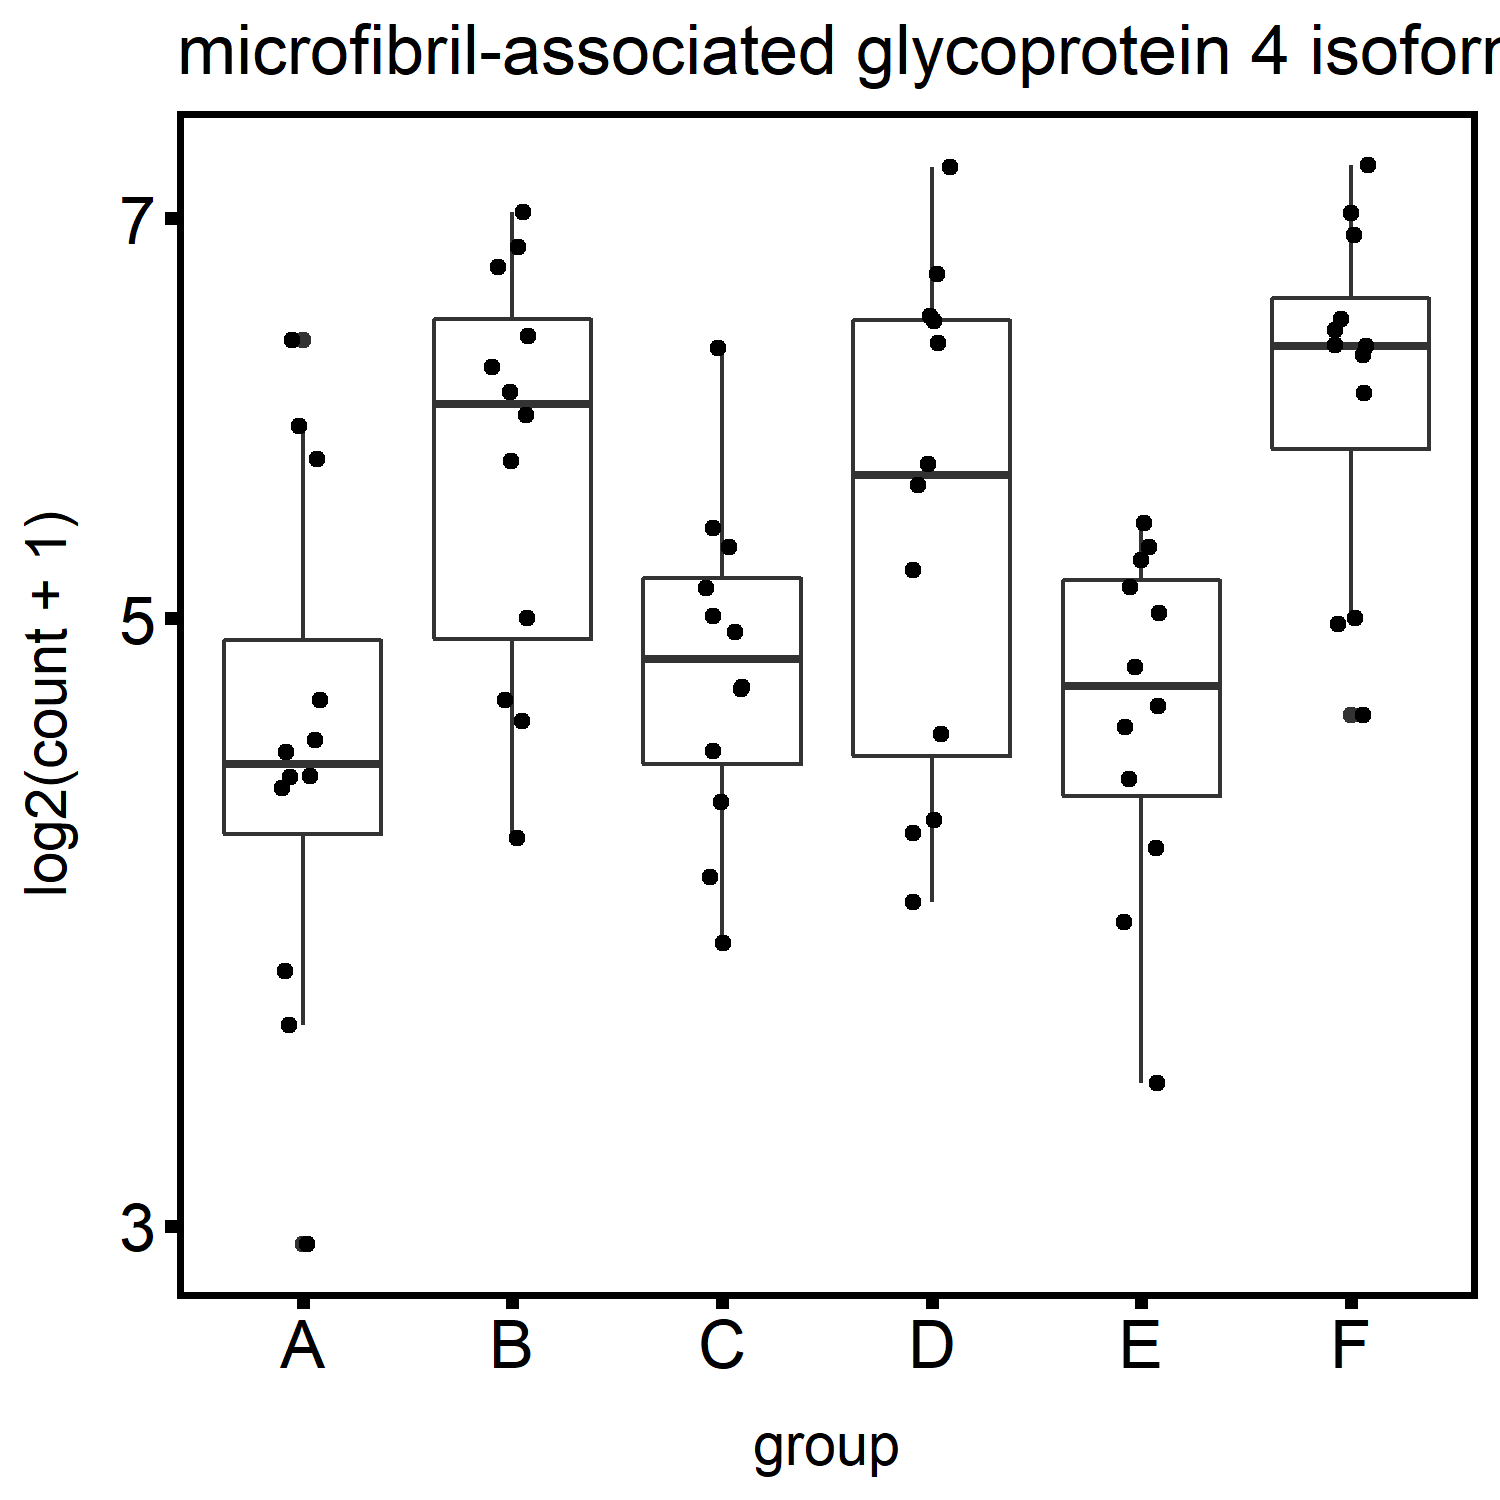 microfibril-associated glycoprotein 4 isoform
7
5
3
log2(count + 1)
A B C D E F
group